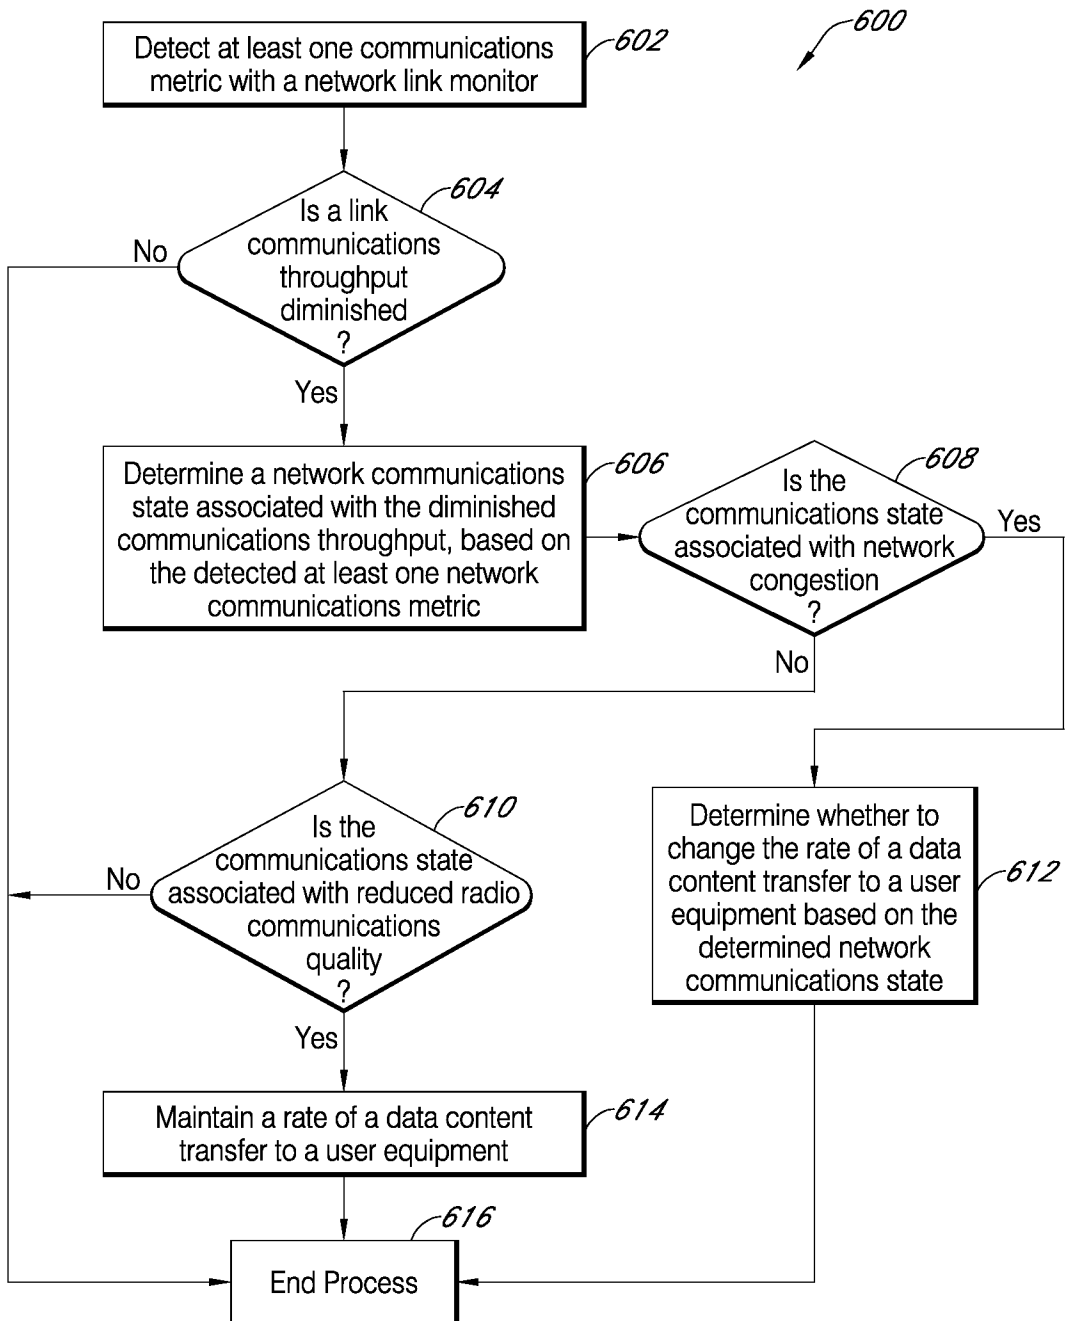 600
Detect at least one communications
metric with a network link monitor
602
604
Is a link
communications
throughput
diminished
?
No
Yes
Determine a network communications
state associated with the diminished
communications throughput, based on
the detected at least one network
communications metric
606
608
Is the
communications state
associated with network
congestion
?
Yes
No
610
Is the
communications state
associated with reduced radio
communications
quality
?
No
Yes
Determine whether to
change the rate of a data
content transfer to a user
equipment based on the
determined network
communications state
612
Maintain a rate of a data content
transfer to a user equipment
614
616
End Process